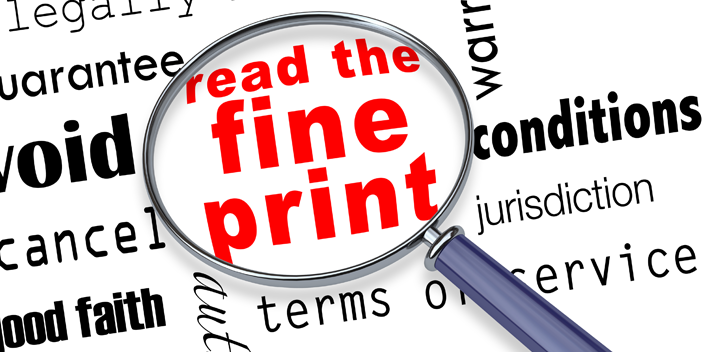 legally
uarantee
void
cancel
ood faith
read the
fine
print
warr
conditions
jurisdiction
aut
terms o service